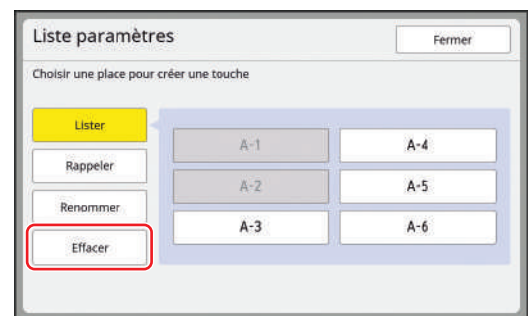 Liste paramètres
Fermer
Choisir une place pour créer une touche
Lister
Rappeler
Renommer
Effacer
A-1
A-4
A-2
A-5
A-3
A-6